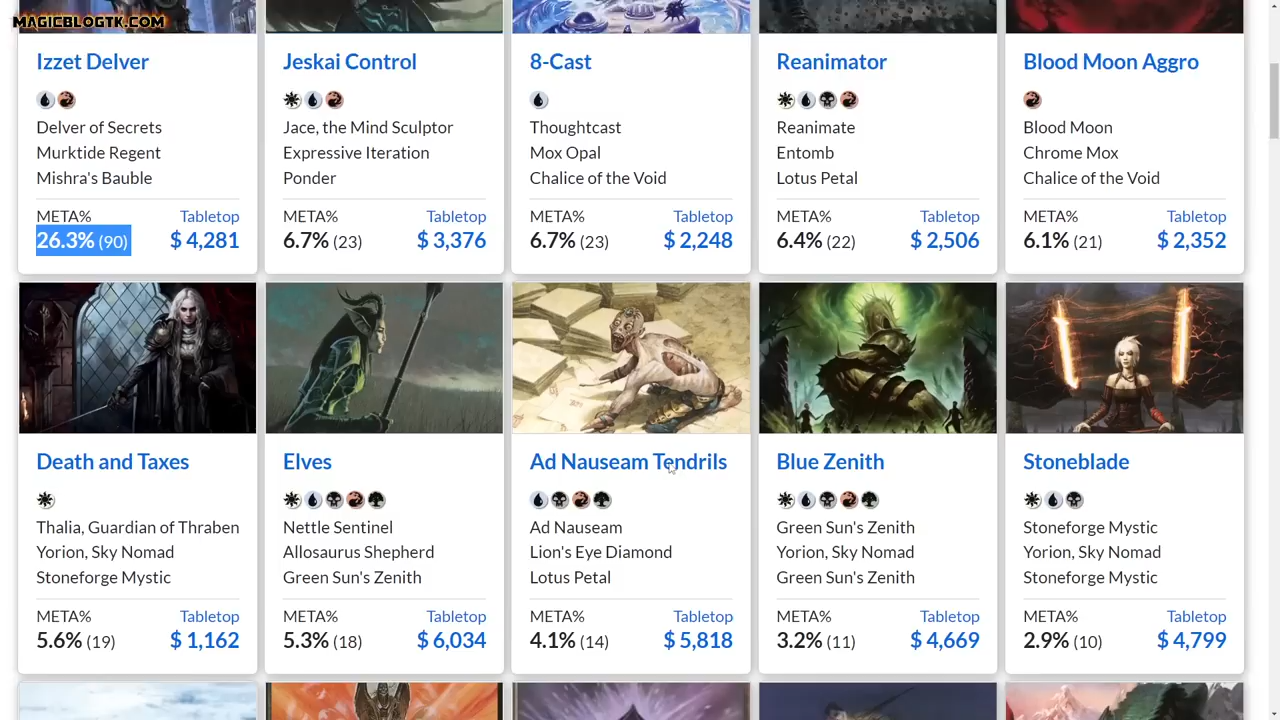 MAGICBLOGTK.COM
Izzet Delver
Delver of Secrets
Murktide Regent
Mishra's Bauble
META% Tabletop
26.3% (90) $ 4,281
Jeskai Control
Jace, the Mind Sculptor
Expressive Iteration
Ponder
META% Tabletop
6.7% (23) $ 3,376
8-Cast
Thoughtcast
Mox Opal
Chalice of the Void
META% Tabletop
6.7% (23) $ 2,248
Reanimator
Reanimate
Entomb
Lotus Petal
META% Tabletop
6.4% (22) $ 2,506
Blood Moon Aggro
Blood Moon
Chrome Mox
Chalice of the Void
META% Tabletop
6.1% (21) $ 2,352
Death and Taxes
Thalia, Guardian of Thraben
Yorion, Sky Nomad
Stoneforge Mystic
META% Tabletop
5.6% (19) $ 1,162
Elves
Nettle Sentinel
Allosaurus Shepherd
Green Sun's Zenith
META% Tabletop
5.3% (18) $ 6,034
Ad Nauseam Tendrils
Ad Nauseam
Lion's Eye Diamond
Lotus Petal
META% Tabletop
4.1% (14) $ 5,818
Blue Zenith
Green Sun's Zenith
Yorion, Sky Nomad
Green Sun's Zenith
META% Tabletop
3.2% (11) $ 4,669
Stoneblade
Stoneforge Mystic
Yorion, Sky Nomad
Stoneforge Mystic
META% Tabletop
2.9% (10) $ 4,799